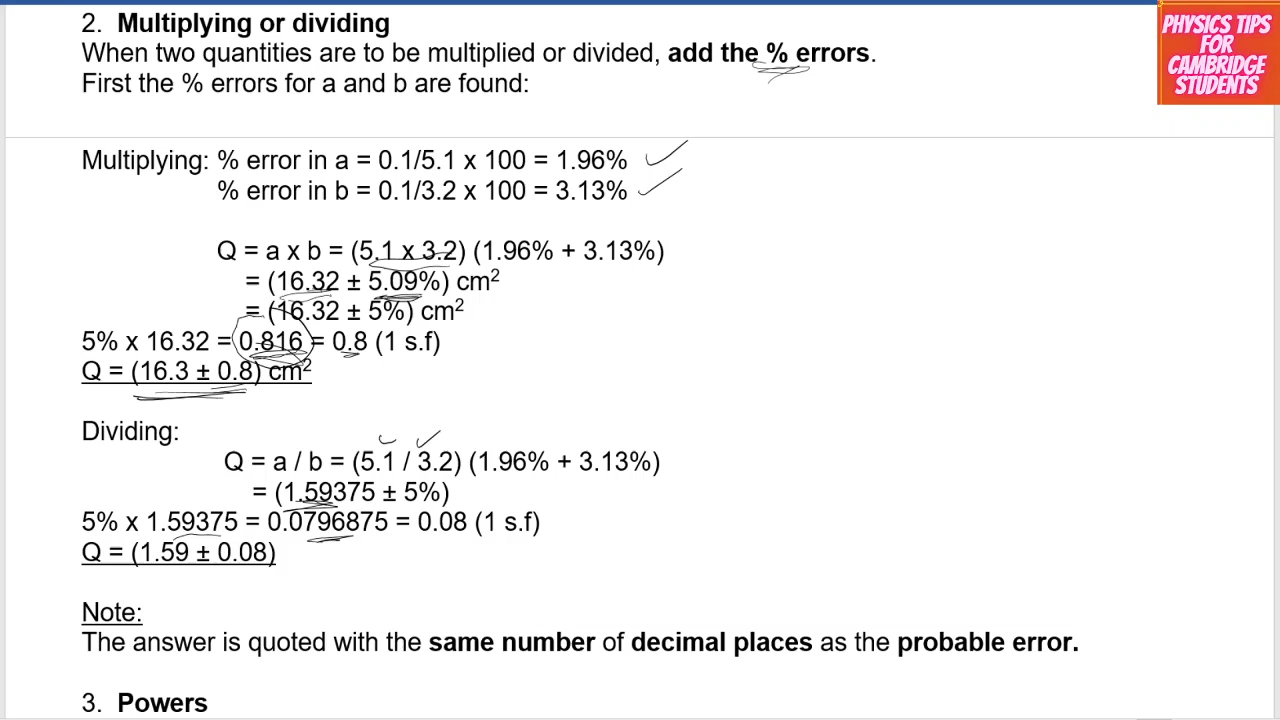 2. Multiplying or dividing
When two quantities are to be multiplied or divided, add the % errors.
First the % errors for a and b are found:
PHYSICS TIPS
FOR
CAMBRIDGE
STUDENTS
Multiplying: % error in a = 0.1/5.1 x 100 = 1.96%
% error in b = 0.1/3.2 x 100 = 3.13%
Q = a x b = (5.1 x 3.2) (1.96% + 3.13%)
= (16.32 ± 5.09%) cm²
= (16.32 ± 5%) cm²
5% x 16.32 = 0.816 = 0.8 (1 s.f)
Q = (16.3 ± 0.8) cm²
Dividing:
Q = a / b = (5.1 / 3.2) (1.96% + 3.13%)
= (1.59375 ± 5%)
5% x 1.59375 = 0.0796875 = 0.08 (1 s.f)
Q = (1.59 ± 0.08)
Note:
The answer is quoted with the same number of decimal places as the probable error.
3. Powers